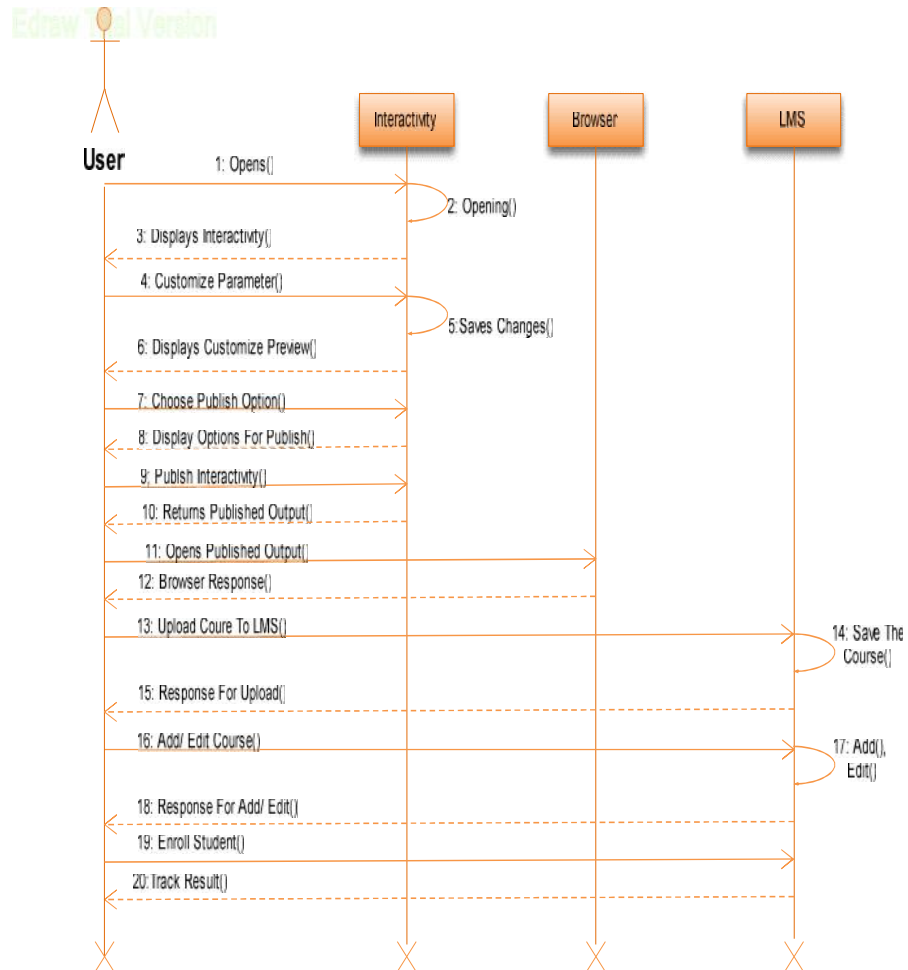 Edraw Trial Version
Interactivity
Browser
LMS
User
1: Opens()
2: Opening()
3: Displays Interactivity()
4: Customize Parameter()
5:Saves Changes()
6: Displays Customize Preview()
7: Choose Publish Option()
8: Display Options For Publish()
9; Publish Interactivity()
10: Returns Published Output()
11: Opens Published Output()
12: Browser Response()
13: Upload Coure To LMS()
14: Save The
Course()
15: Response For Upload()
16: Add/ Edit Course()
17: Add(),
Edit()
18: Response For Add/ Edit()
19: Enroll Student()
20:Track Result()